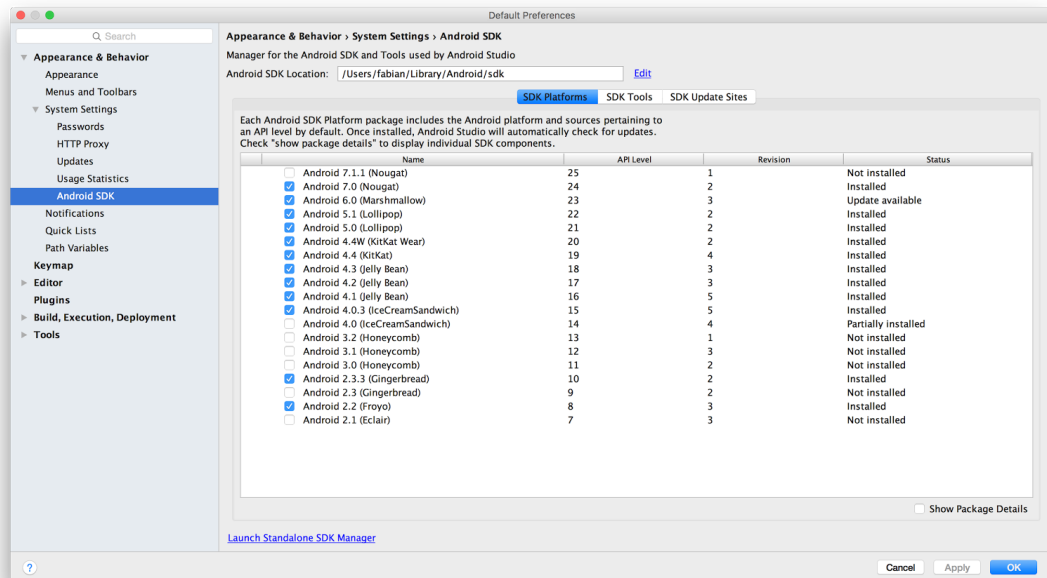 Default Preferences
Search
Appearance & Behavior
Appearance
Menus and Toolbars
System Settings
Passwords
HTTP Proxy
Updates
Usage Statistics
Android SDK
Notifications
Quick Lists
Path Variables
Keymap
Editor
Plugins
Build, Execution, Deployment
Tools
Appearance & Behavior › System Settings › Android SDK
Manager for the Android SDK and Tools used by Android Studio
Android SDK Location: /Users/fabian/Library/Android/sdk Edit
SDK Platforms SDK Tools SDK Update Sites
Each Android SDK Platform package includes the Android platform and sources pertaining to
an API level by default. Once installed, Android Studio will automatically check for updates.
Check "show package details" to display individual SDK components.
Name API Level Revision Status
Android 7.1.1 (Nougat) 25 1 Not installed
Android 7.0 (Nougat) 24 2 Installed
Android 6.0 (Marshmallow) 23 3 Update available
Android 5.1 (Lollipop) 22 2 Installed
Android 5.0 (Lollipop) 21 2 Installed
Android 4.4W (KitKat Wear) 20 2 Installed
Android 4.4 (KitKat) 19 4 Installed
Android 4.3 (Jelly Bean) 18 3 Installed
Android 4.2 (Jelly Bean) 17 3 Installed
Android 4.1 (Jelly Bean) 16 5 Installed
Android 4.0.3 (IceCreamSandwich) 15 5 Installed
Android 4.0 (IceCreamSandwich) 14 4 Partially installed
Android 3.2 (Honeycomb) 13 1 Not installed
Android 3.1 (Honeycomb) 12 3 Not installed
Android 3.0 (Honeycomb) 11 2 Not installed
Android 2.3.3 (Gingerbread) 10 2 Installed
Android 2.3 (Gingerbread) 9 2 Not installed
Android 2.2 (Froyo) 8 3 Installed
Android 2.1 (Eclair) 7 3 Not installed
Show Package Details
Launch Standalone SDK Manager
? Cancel Apply OK